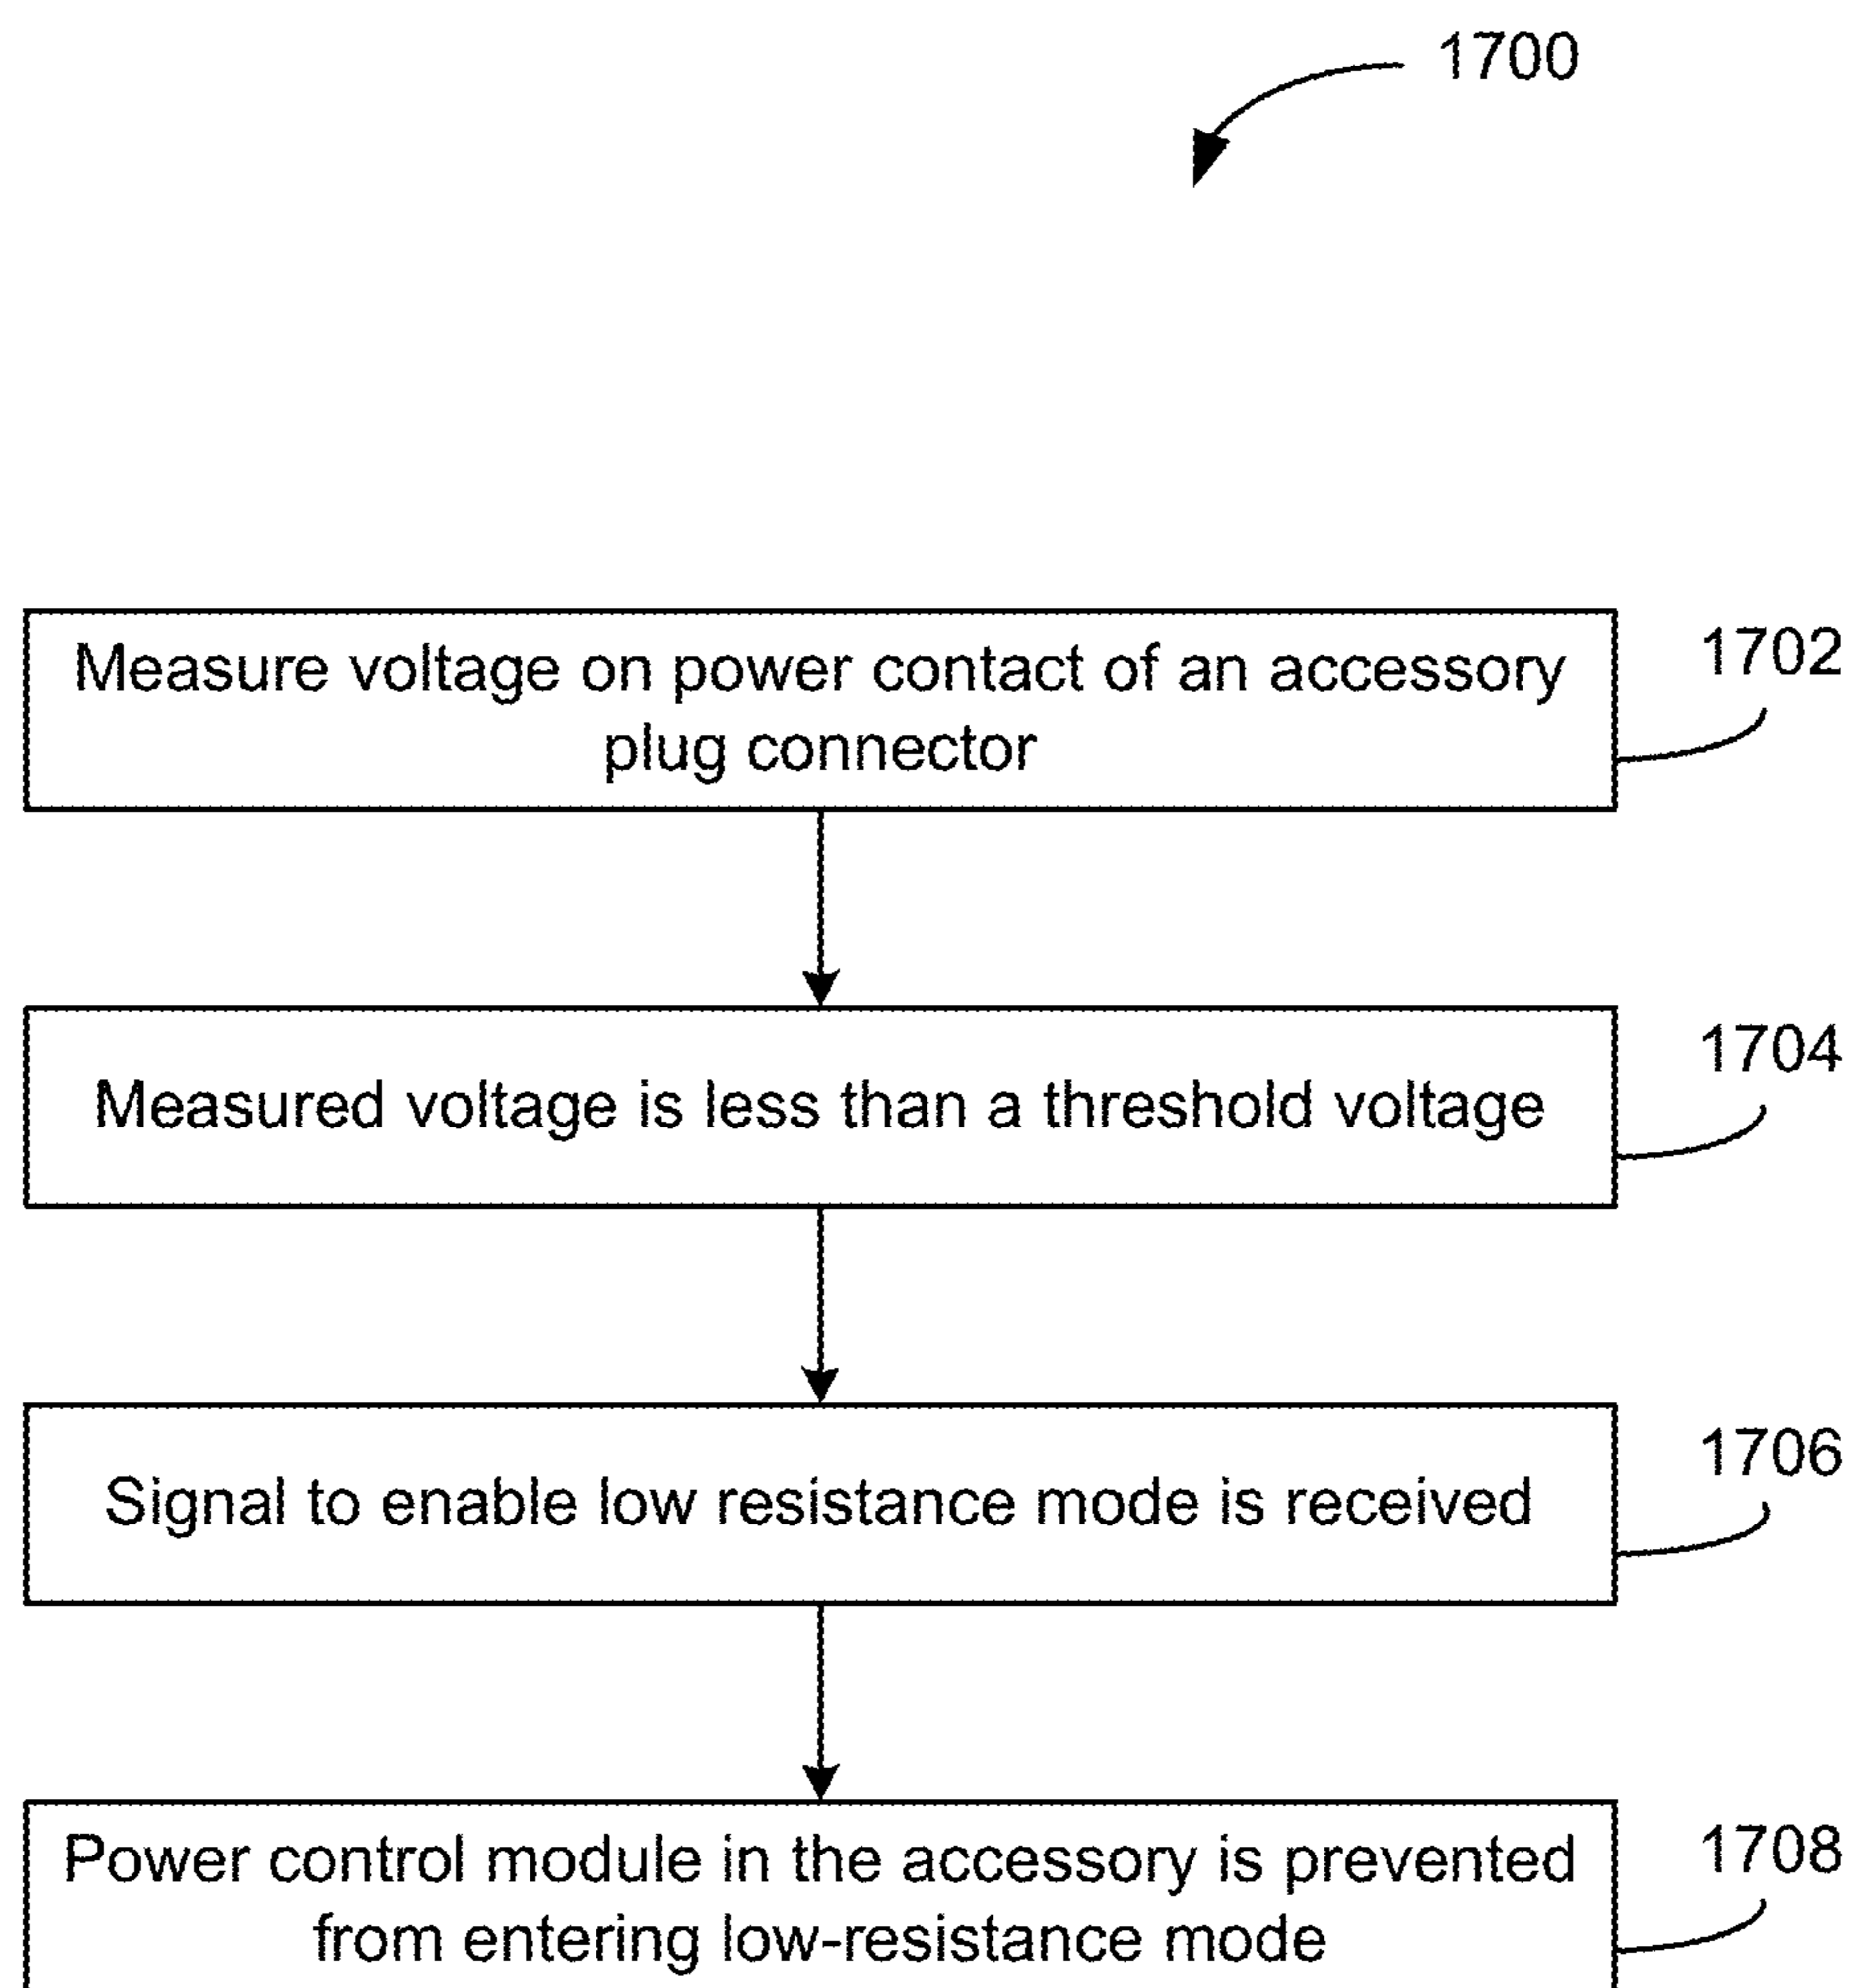 1700
Measure voltage on power contact of an accessory
plug connector
1702
Measured voltage is less than a threshold voltage
1704
Signal to enable low resistance mode is received
1706
Power control module in the accessory is prevented
from entering low-resistance mode
1708